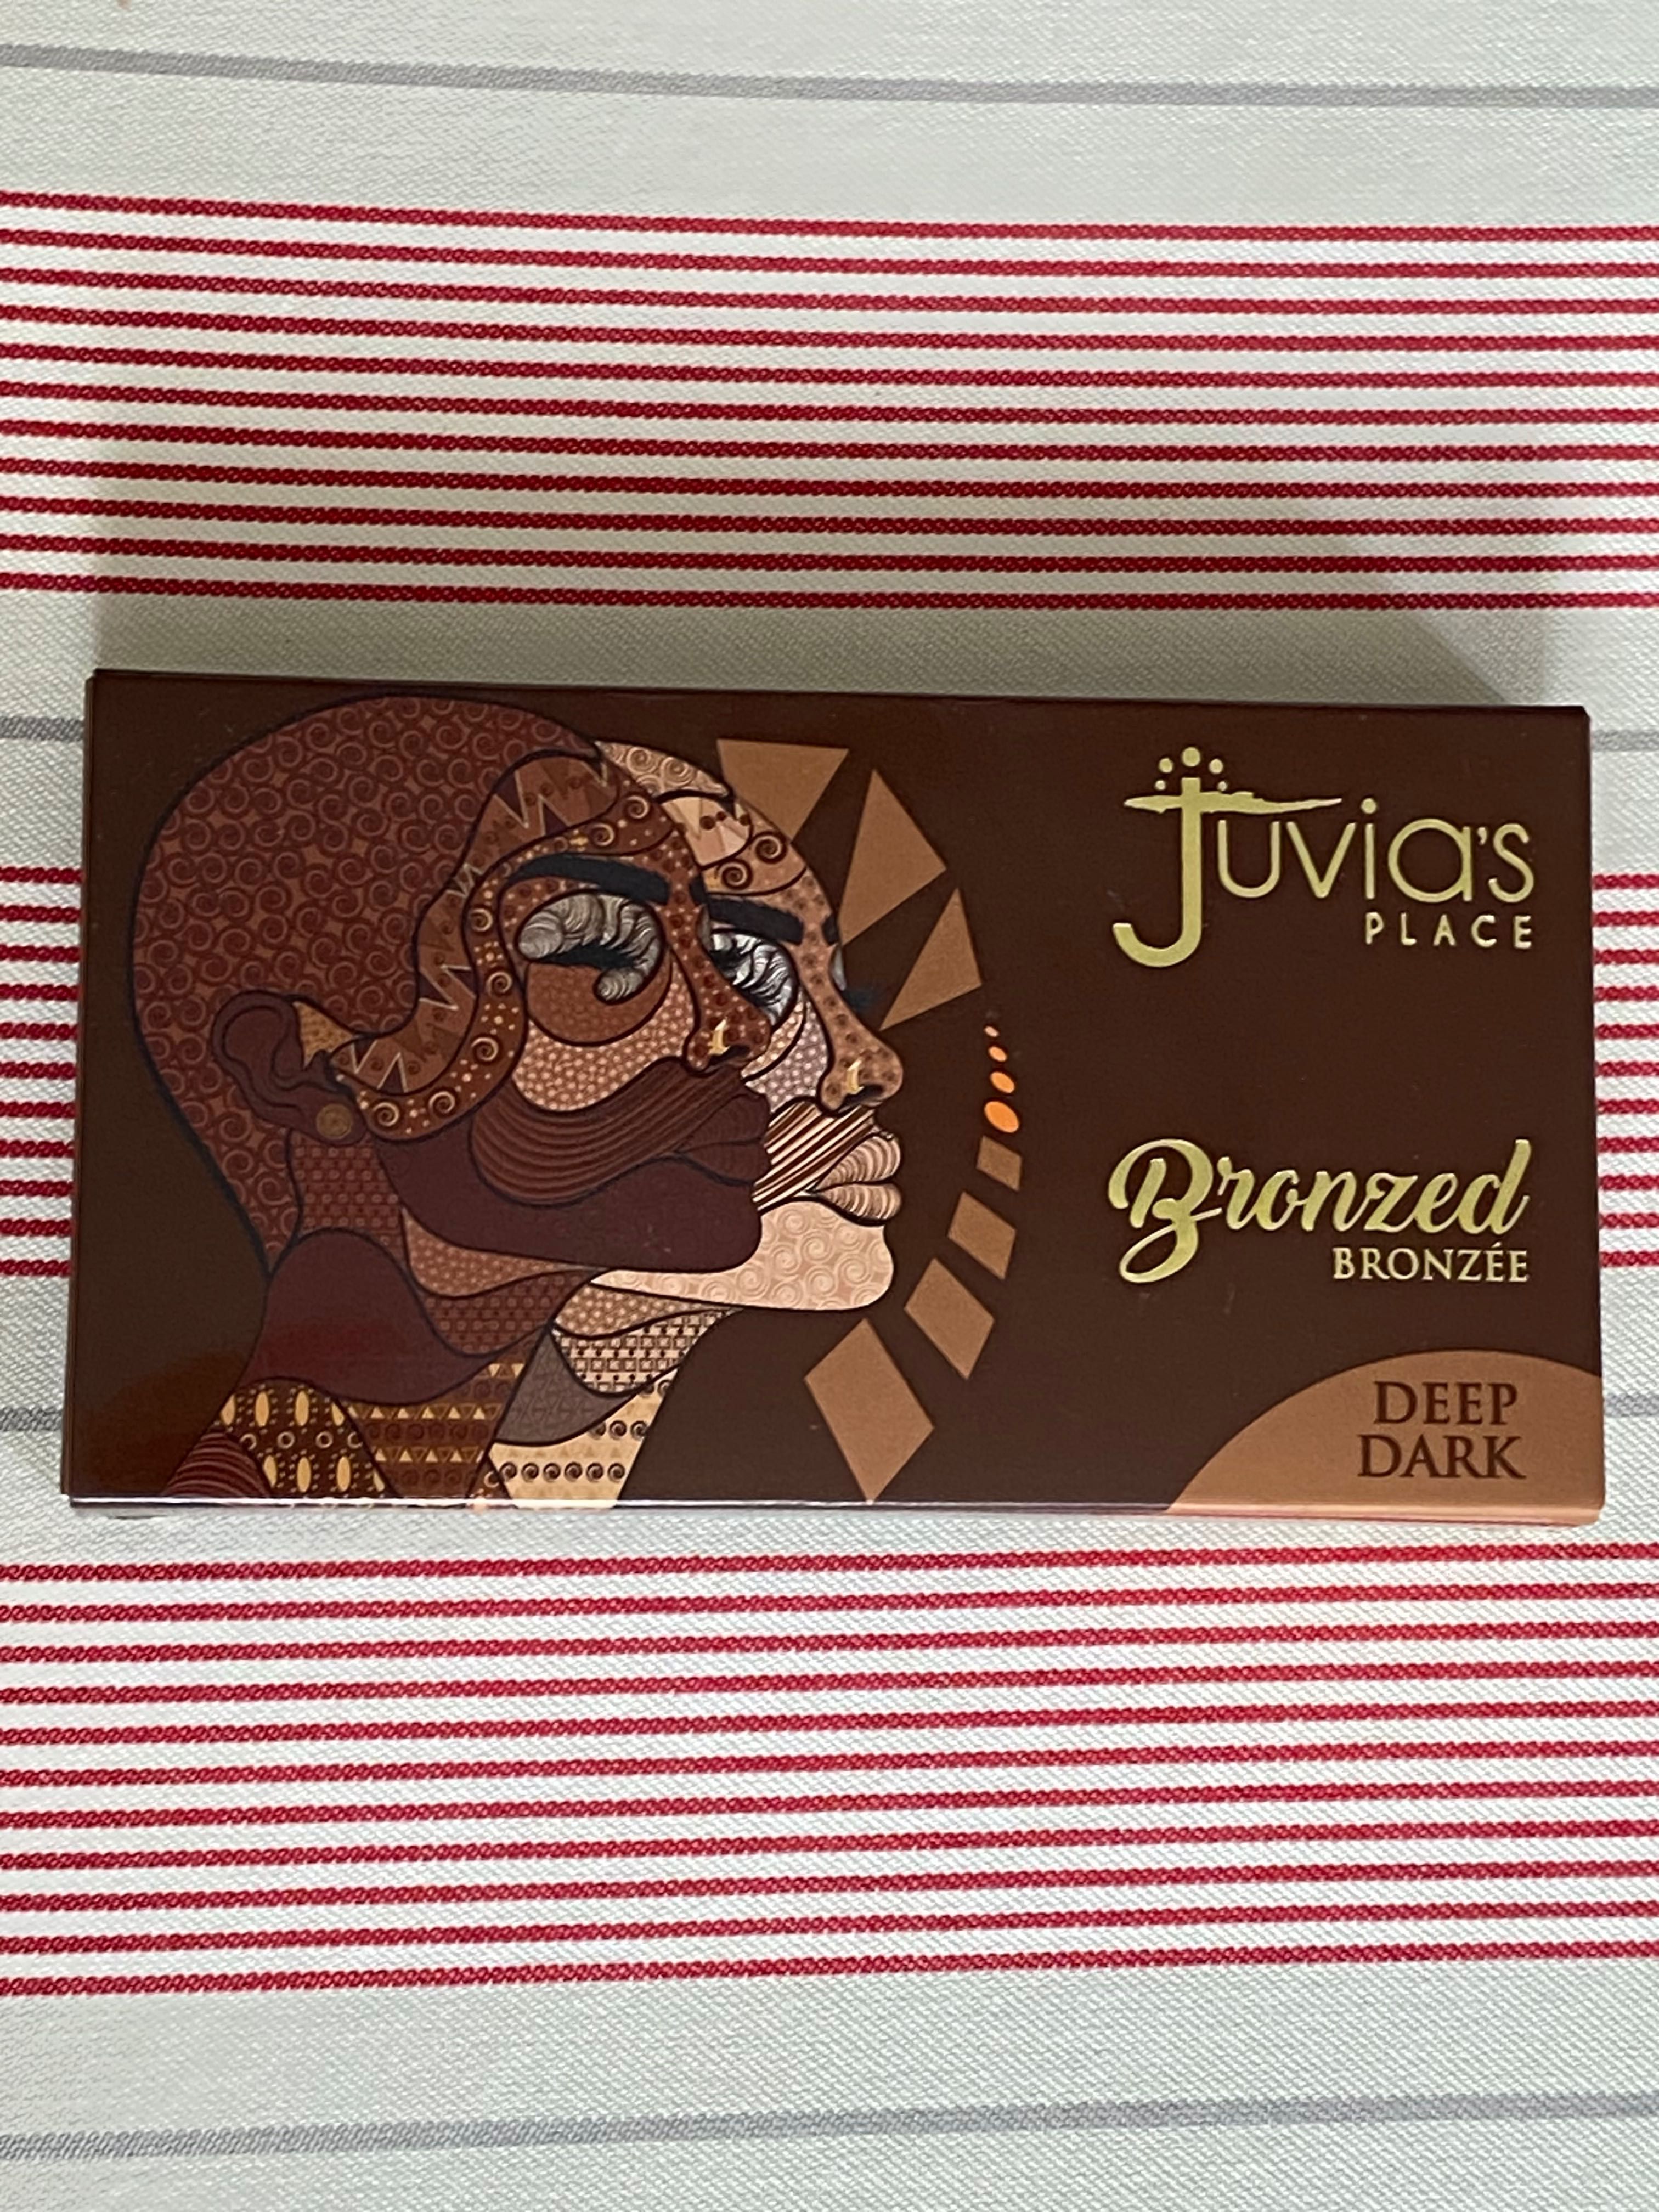 Juvia's
PLACE
Bronzed
BRONZÉE
DEEP
DARK